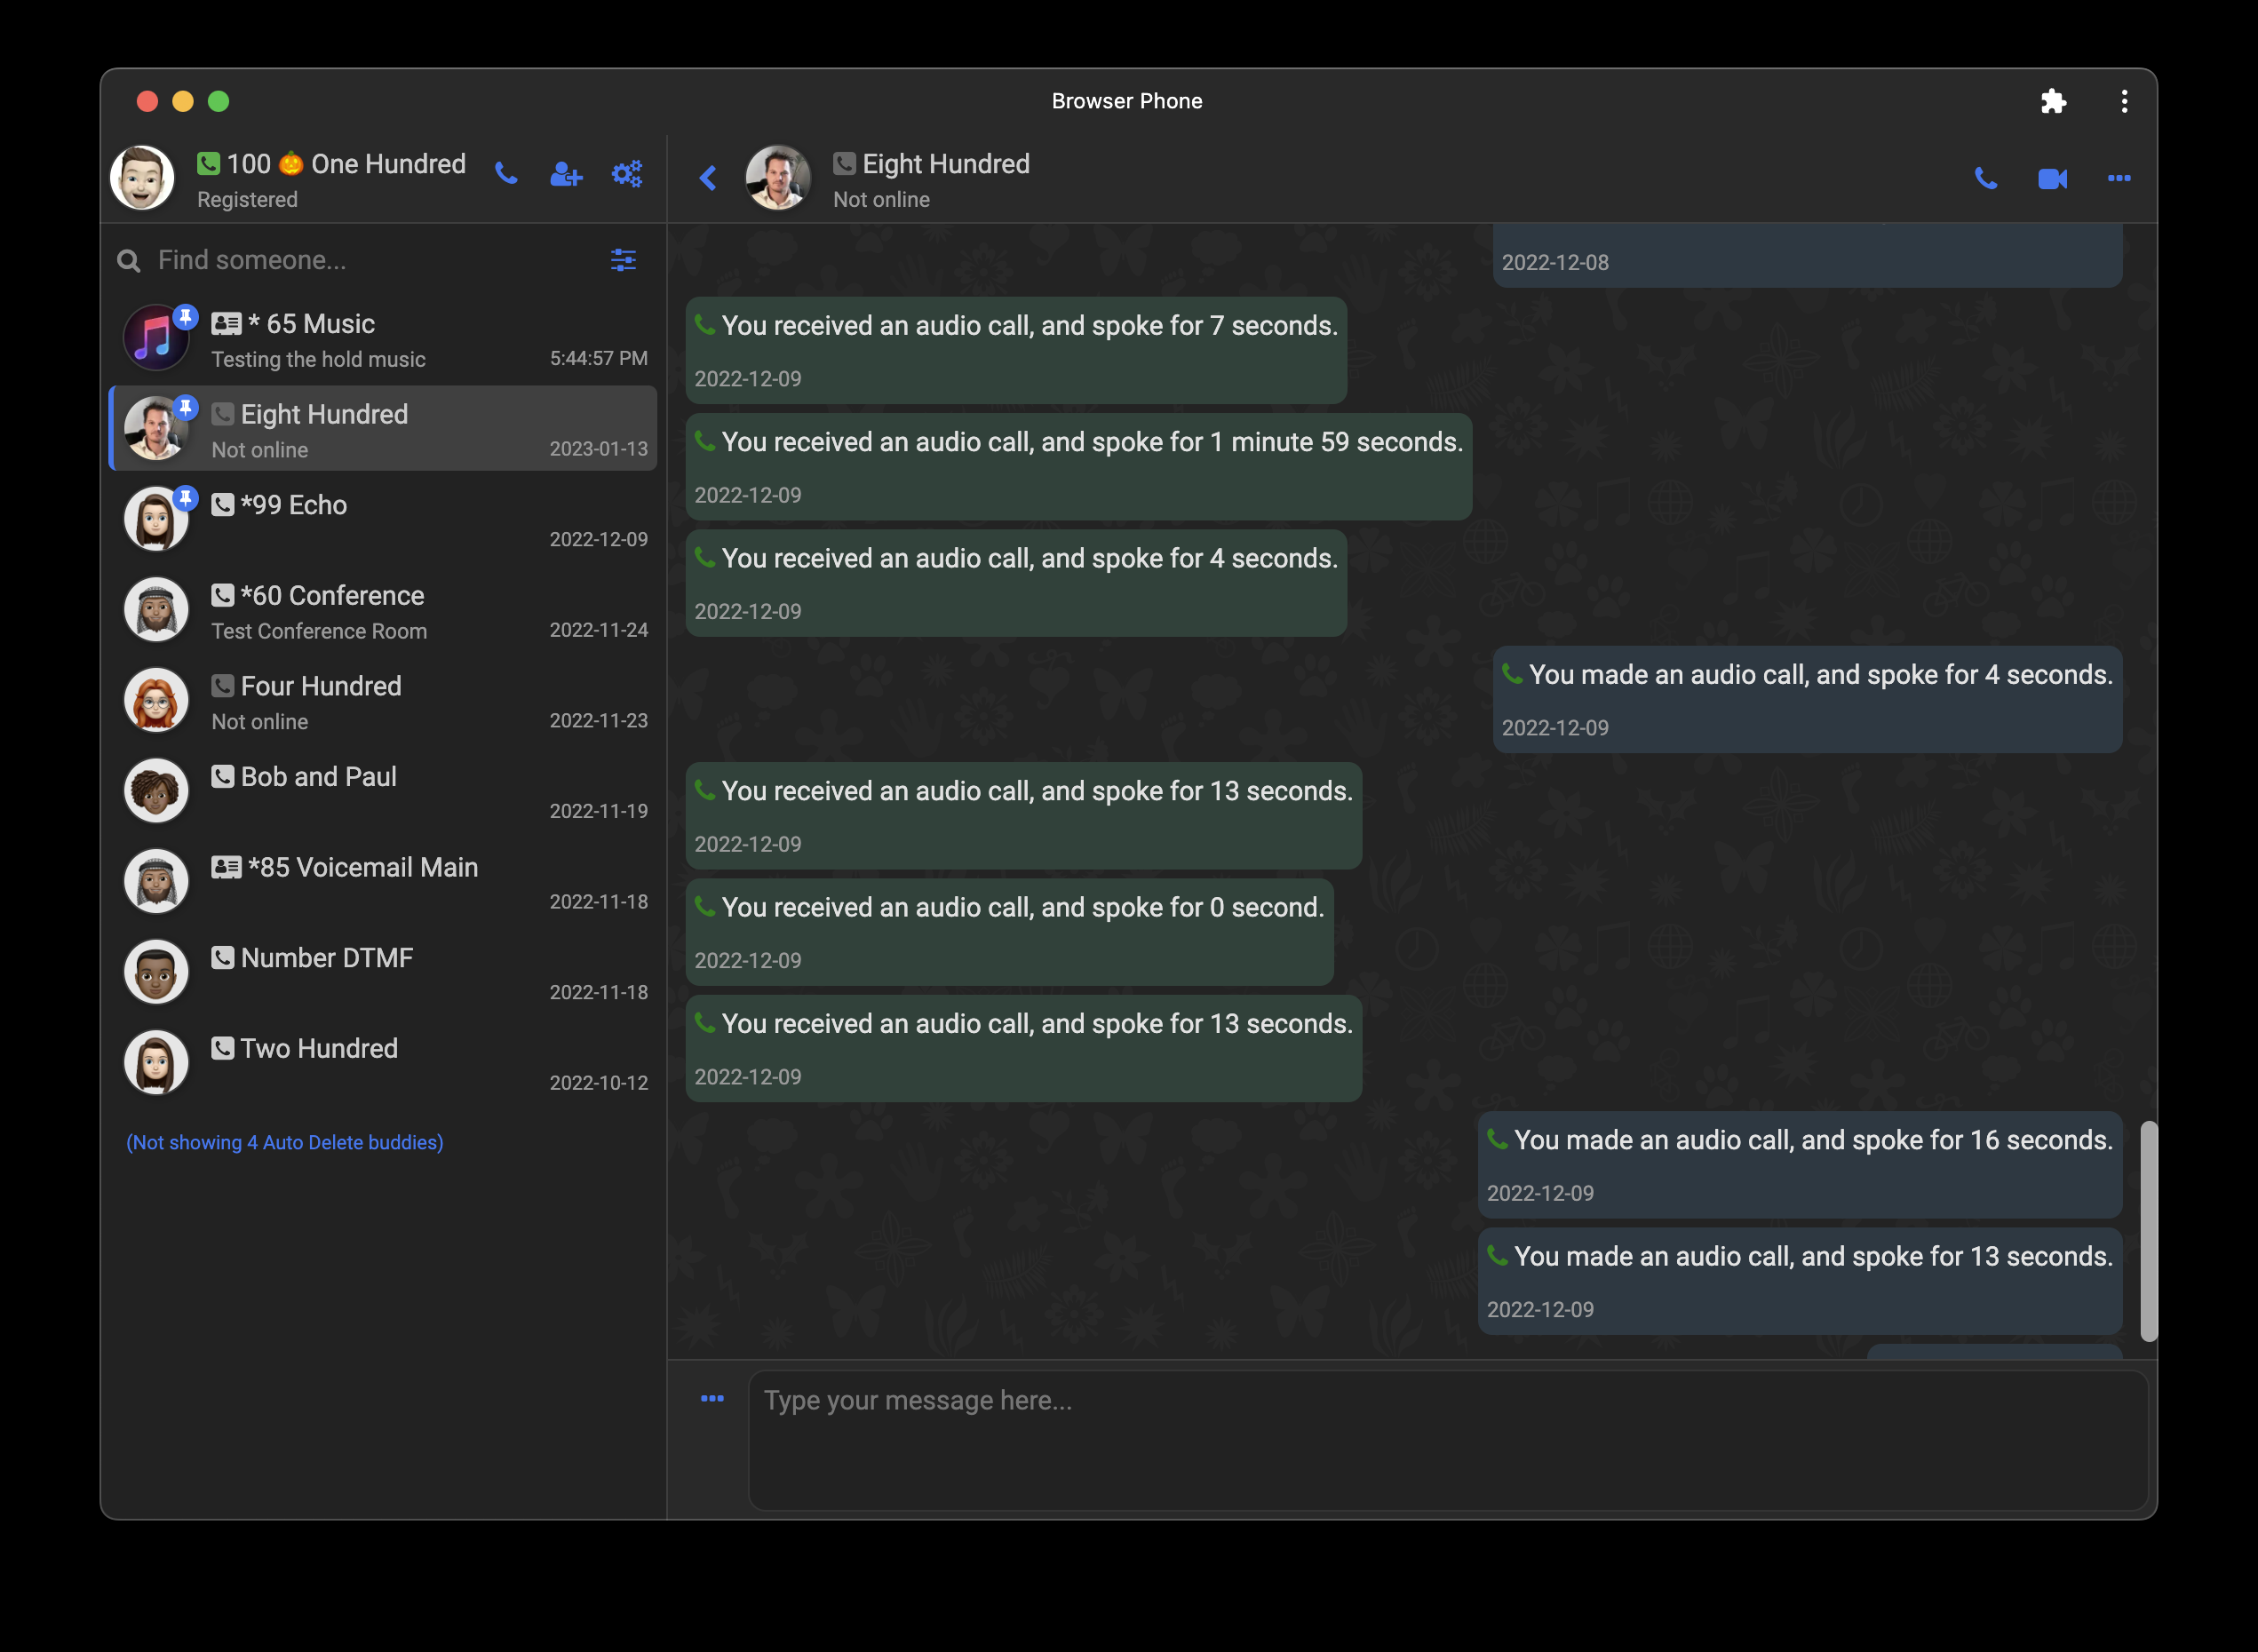 Browser Phone
100 🎃 One Hundred
Registered
Find someone...
* 65 Music
Testing the hold music 5:44:57 PM
Eight Hundred
Not online 2023-01-13
*99 Echo
2022-12-09
*60 Conference
Test Conference Room 2022-11-24
Four Hundred
Not online 2022-11-23
Bob and Paul
2022-11-19
*85 Voicemail Main
2022-11-18
Number DTMF
2022-11-18
Two Hundred
2022-10-12
(Not showing 4 Auto Delete buddies)
Eight Hundred
Not online
2022-12-08
You received an audio call, and spoke for 7 seconds.
2022-12-09
You received an audio call, and spoke for 1 minute 59 seconds.
2022-12-09
You received an audio call, and spoke for 4 seconds.
2022-12-09
You made an audio call, and spoke for 4 seconds.
2022-12-09
You received an audio call, and spoke for 13 seconds.
2022-12-09
You received an audio call, and spoke for 0 second.
2022-12-09
You received an audio call, and spoke for 13 seconds.
2022-12-09
You made an audio call, and spoke for 16 seconds.
2022-12-09
You made an audio call, and spoke for 13 seconds.
2022-12-09
Type your message here...